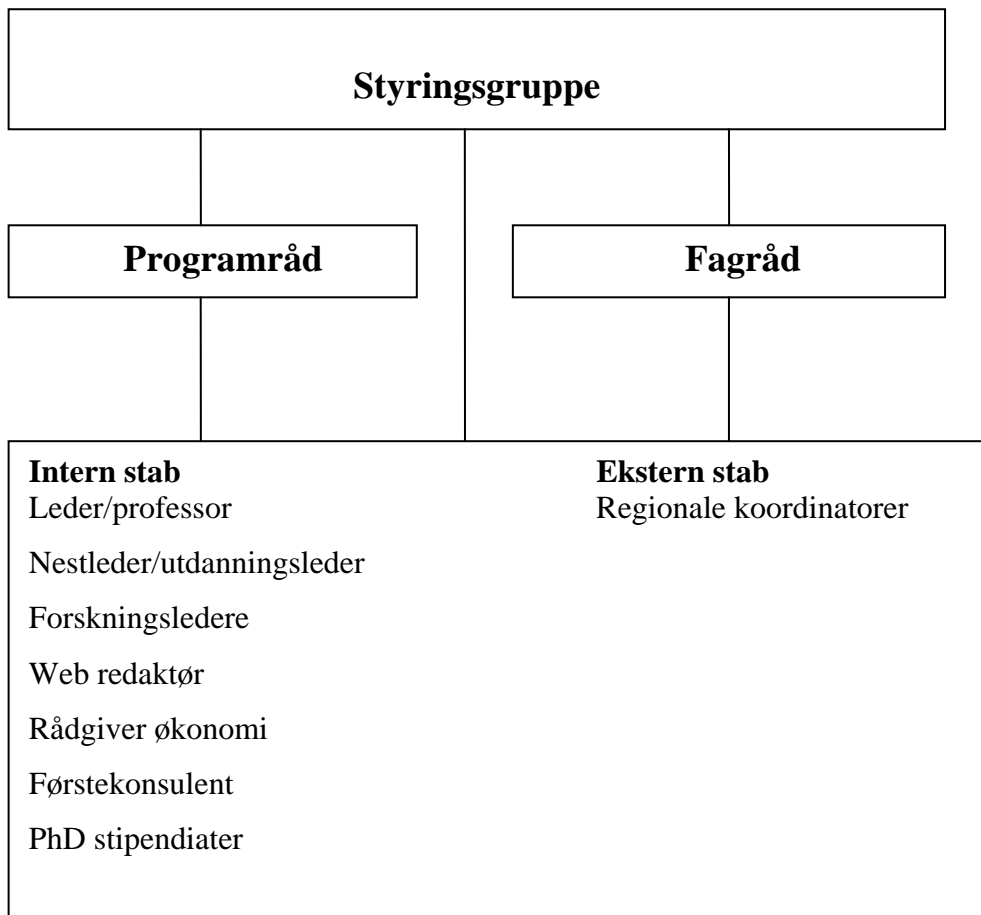 Styringsgruppe
Programråd
Fagråd
Intern stab
Leder/professor
Nestleder/utdanningsleder
Forskningsledere
Web redaktør
Rådgiver økonomi
Førstekonsulent
PhD stipendiater
Ekstern stab
Regionale koordinatorer